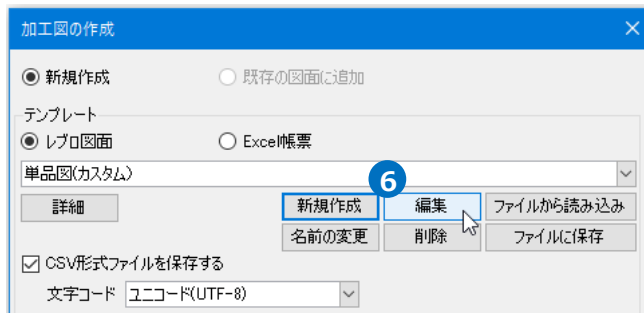 加工図の作成
新規作成 既存の図面に追加
テンプレート
レブロ図面 Excel帳票
単品図(カスタム)
6
詳細 新規作成 編集 ファイルから読み込み
名前の変更 削除 ファイルに保存
CSV形式ファイルを保存する
文字コード ユニコード(UTF-8)